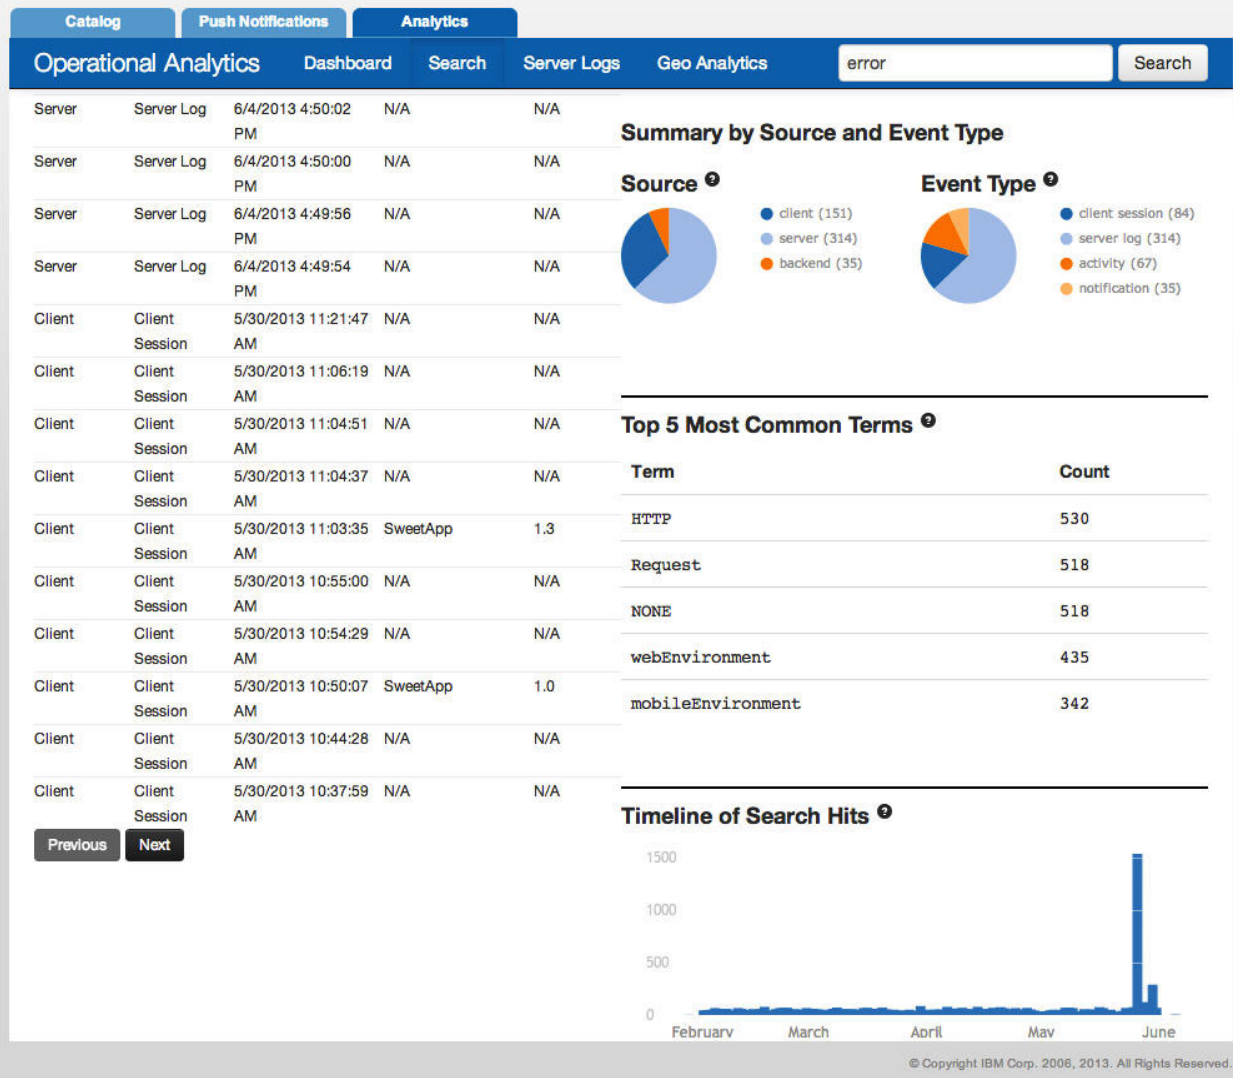 Catalog Push Notifications Analytics
Operational Analytics Dashboard Search Server Logs Geo Analytics error Search
Server Server Log 6/4/2013 4:50:02 N/A N/A
PM
Server Server Log 6/4/2013 4:50:00 N/A N/A
PM
Server Server Log 6/4/2013 4:49:56 N/A N/A
PM
Server Server Log 6/4/2013 4:49:54 N/A N/A
PM
Client Client 5/30/2013 11:21:47 N/A N/A
Session AM
Client Client 5/30/2013 11:06:19 N/A N/A
Session AM
Client Client 5/30/2013 11:04:51 N/A N/A
Session AM
Client Client 5/30/2013 11:04:37 N/A N/A
Session AM
Client Client 5/30/2013 11:03:35 SweetApp 1.3
Session AM
Client Client 5/30/2013 10:55:00 N/A N/A
Session AM
Client Client 5/30/2013 10:54:29 N/A N/A
Session AM
Client Client 5/30/2013 10:50:07 SweetApp 1.0
Session AM
Client Client 5/30/2013 10:44:28 N/A N/A
Session AM
Client Client 5/30/2013 10:37:59 N/A N/A
Session AM
Previous Next
Summary by Source and Event Type
Source ?
client (151)
server (314)
backend (35)
Event Type ?
client session (84)
server log (314)
activity (67)
notification (35)
Top 5 Most Common Terms ?
Term Count
HTTP 530
Request 518
NONE 518
webEnvironment 435
mobileEnvironment 342
Timeline of Search Hits ?
1500
1000
500
0
February March April May June
© Copyright IBM Corp. 2006, 2013. All Rights Reserved.